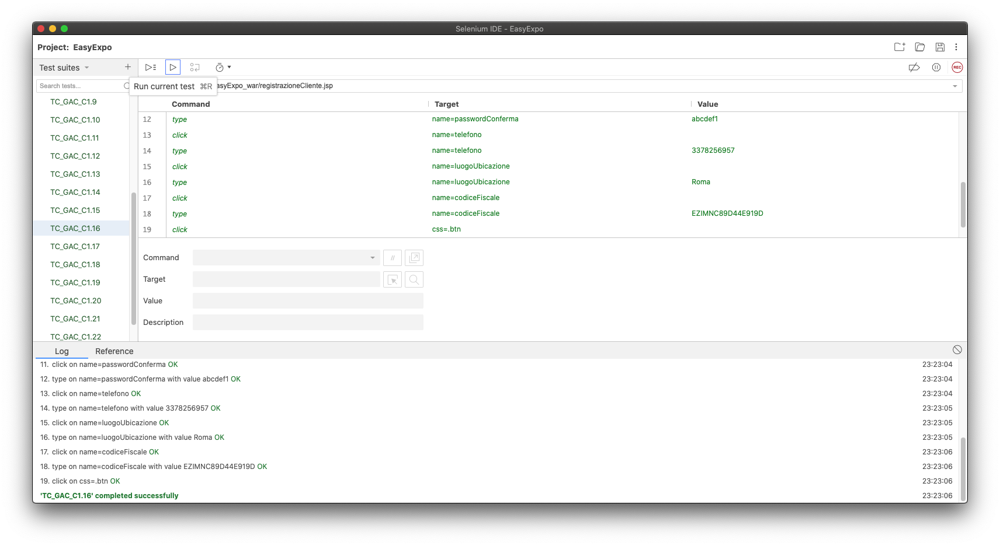 Selenium IDE - EasyExpo
Project: EasyExpo
Test suites
+
Search tests...
Run current test ⌘R
asyExpo_war/registrazioneCliente.jsp
REC
TC_GAC_C1.9
TC_GAC_C1.10
TC_GAC_C1.11
TC_GAC_C1.12
TC_GAC_C1.13
TC_GAC_C1.14
TC_GAC_C1.15
TC_GAC_C1.16
TC_GAC_C1.17
TC_GAC_C1.18
TC_GAC_C1.19
TC_GAC_C1.20
TC_GAC_C1.21
TC_GAC_C1.22
Command Target Value
12 type name=passwordConferma abcdef1
13 click name=telefono
14 type name=telefono 3378256957
15 click name=luogoUbicazione
16 type name=luogoUbicazione Roma
17 click name=codiceFiscale
18 type name=codiceFiscale EZIMNC89D44E919D
19 click css=.btn
Command //
Target
Value
Description
Log Reference
11. click on name=passwordConferma OK 23:23:04
12. type on name=passwordConferma with value abcdef1 OK 23:23:04
13. click on name=telefono OK 23:23:04
14. type on name=telefono with value 3378256957 OK 23:23:05
15. click on name=luogoUbicazione OK 23:23:05
16. type on name=luogoUbicazione with value Roma OK 23:23:05
17. click on name=codiceFiscale OK 23:23:06
18. type on name=codiceFiscale with value EZIMNC89D44E919D OK 23:23:06
19. click on css=.btn OK 23:23:06
'TC_GAC_C1.16' completed successfully 23:23:06